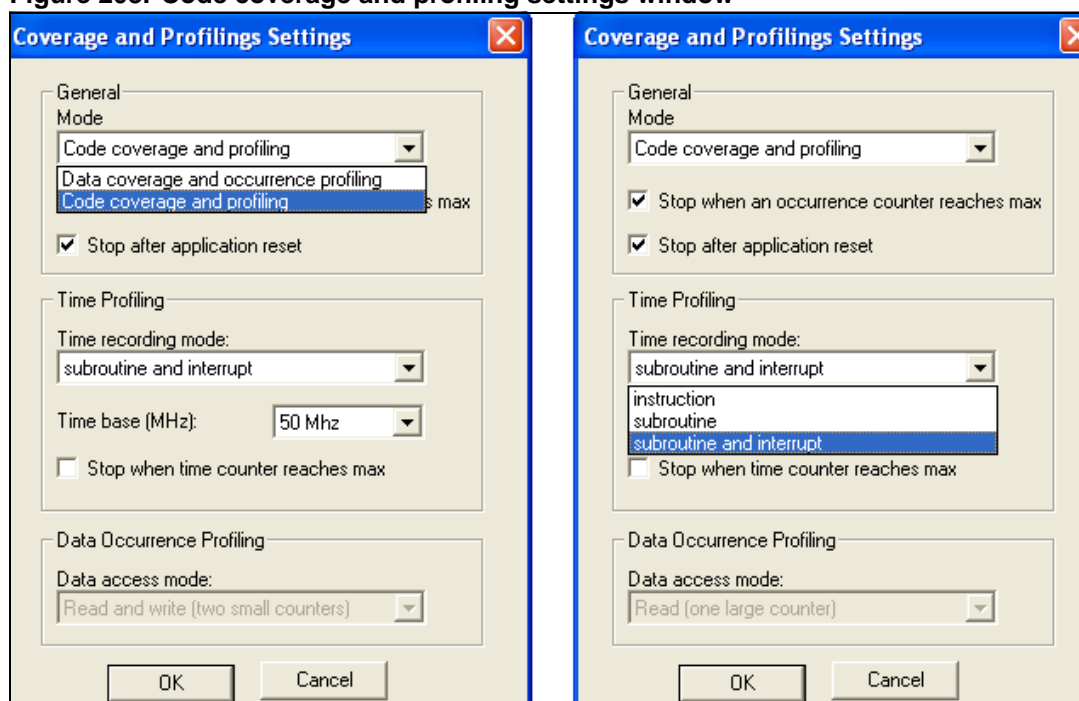 Figure Code coverage and profiling settings window
Coverage and Profilings Settings
General
Mode
Code coverage and profiling
Data coverage and occurrence profiling
Code coverage and profiling
s max
Stop after application reset
Time Profiling
Time recording mode:
subroutine and interrupt
Time base (MHz): 50 Mhz
Stop when time counter reaches max
Data Occurrence Profiling
Data access mode:
Read and write (two small counters)
OK Cancel
Coverage and Profilings Settings
General
Mode
Code coverage and profiling
Stop when an occurrence counter reaches max
Stop after application reset
Time Profiling
Time recording mode:
subroutine and interrupt
instruction
subroutine
subroutine and interrupt
Stop when time counter reaches max
Data Occurrence Profiling
Data access mode:
Read (one large counter)
OK Cancel